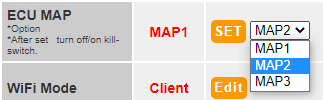 ECU MAP
*Option
*After set turn off/on kill-
switch.
MAP1
SET
MAP2
MAP1
MAP2
MAP3
WiFi Mode
Client
Edit